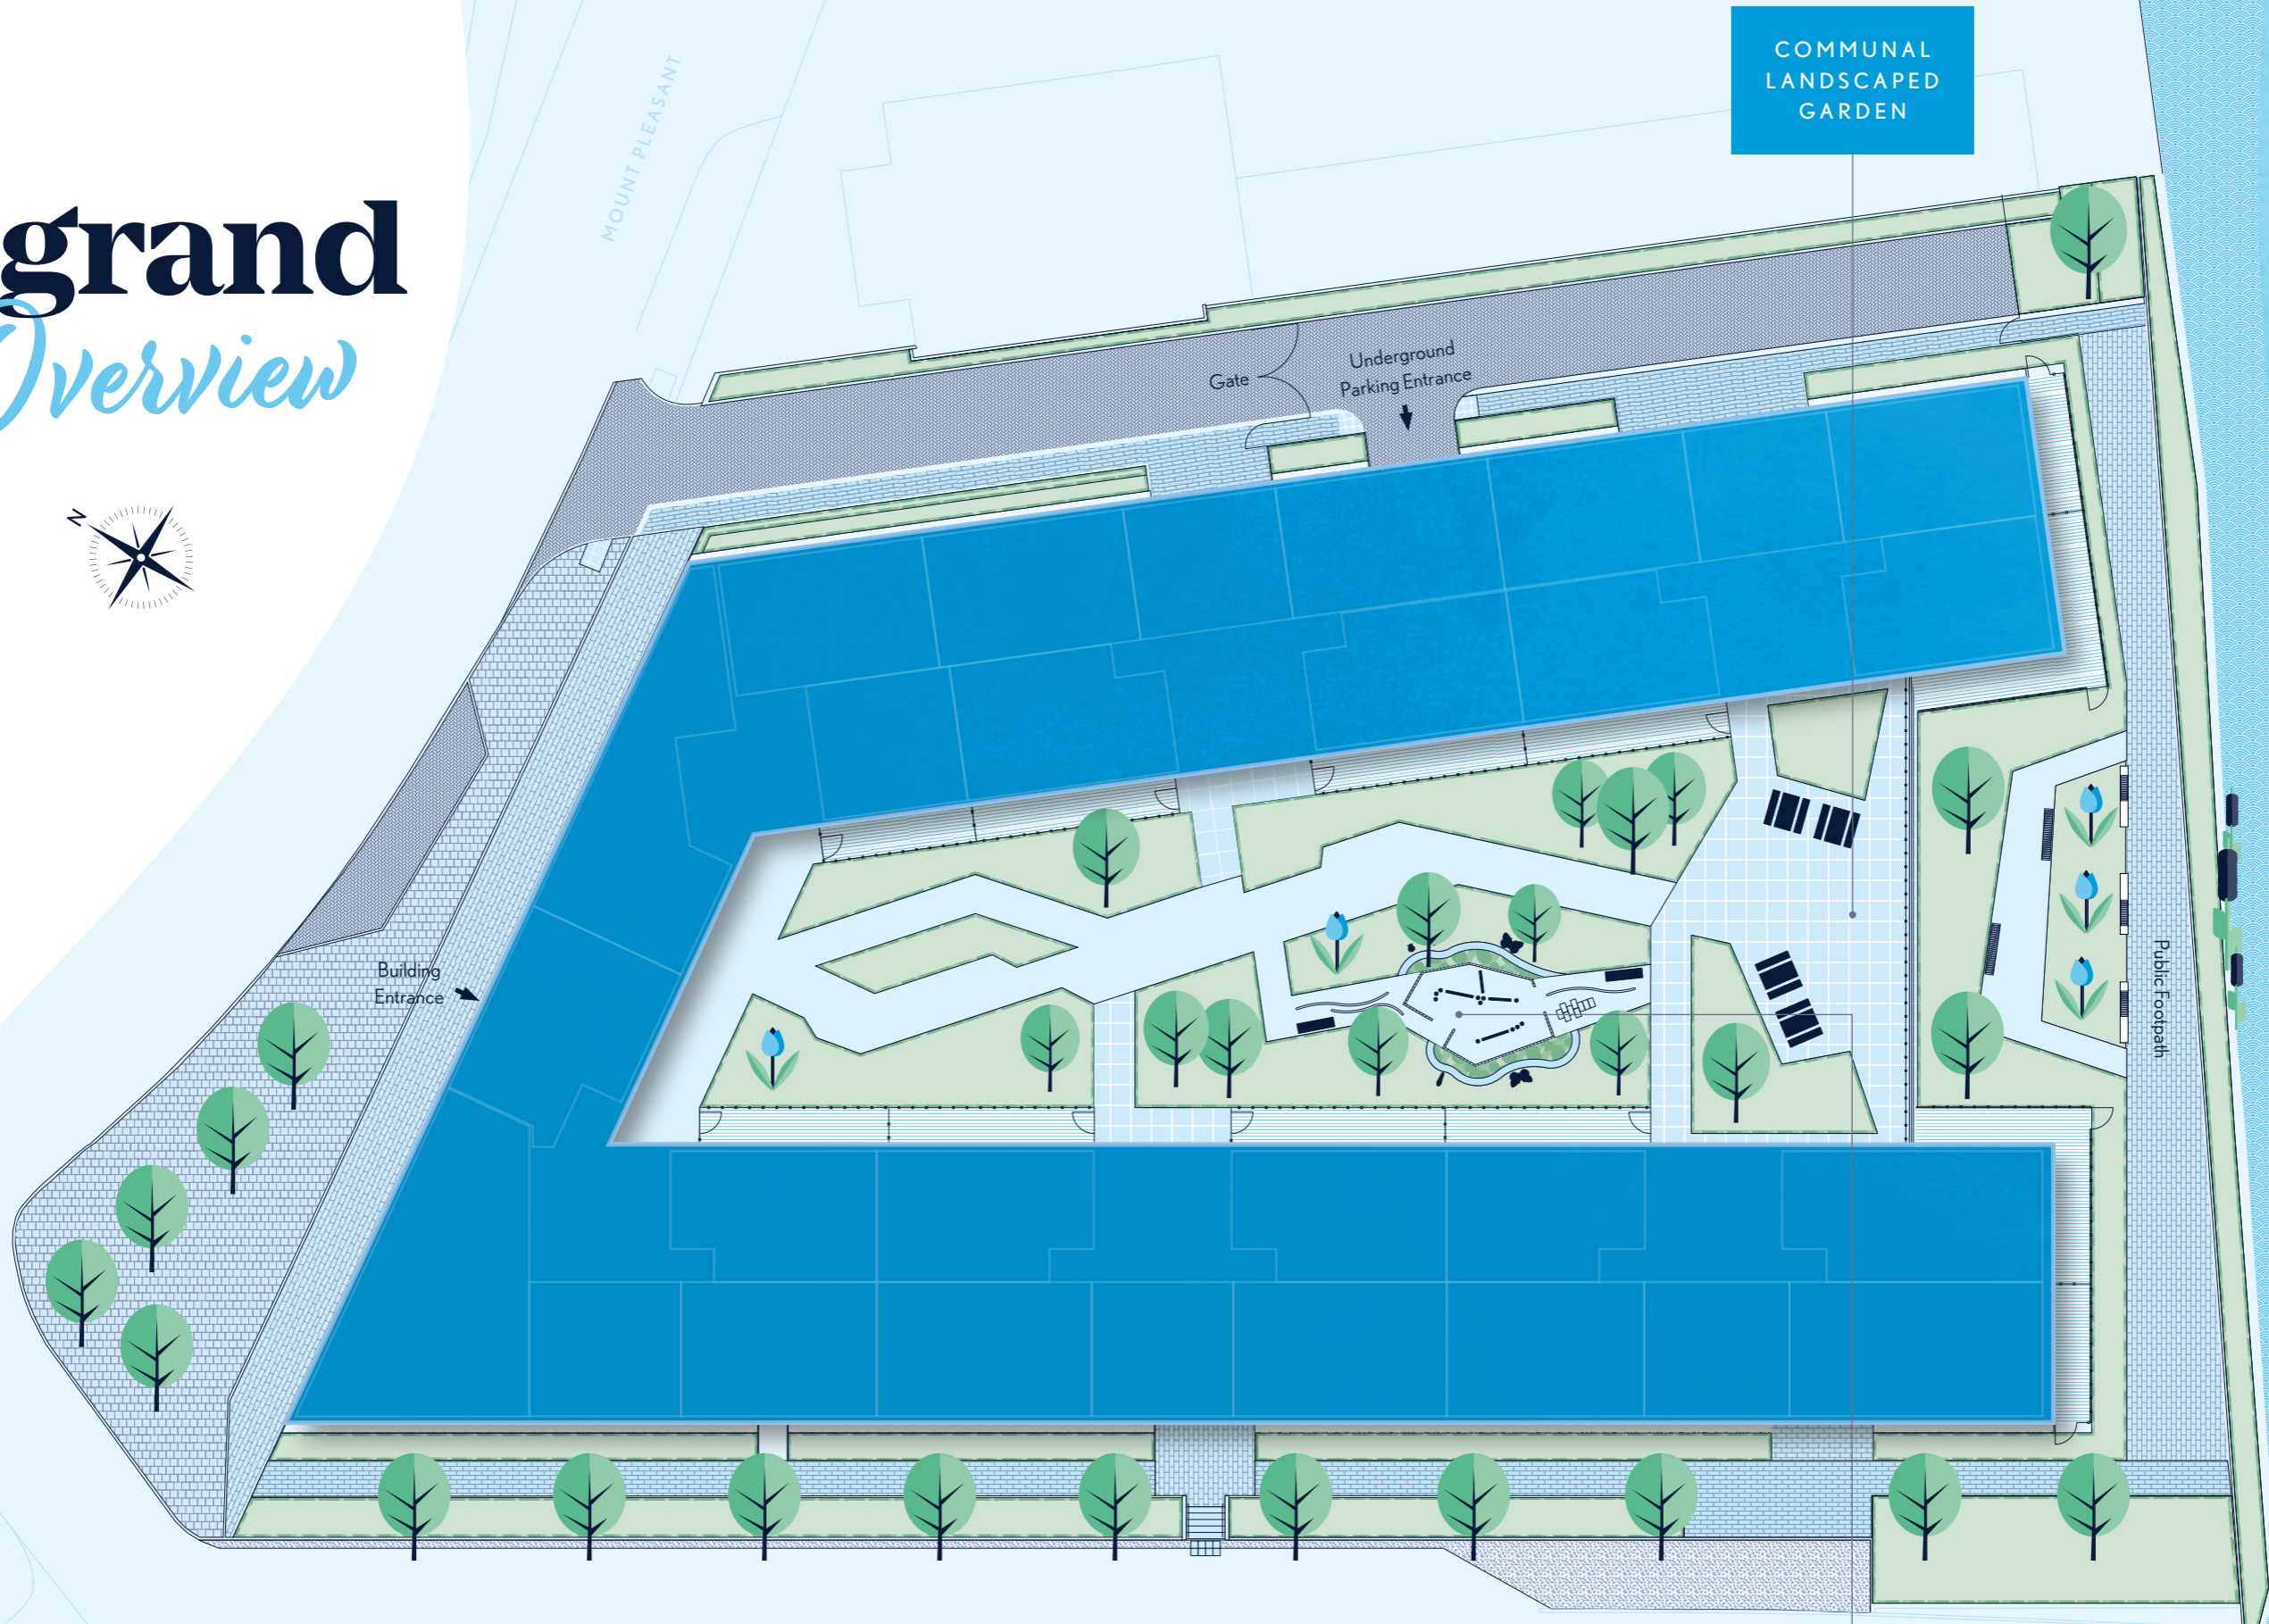 grand
Overview
N
MOUNT PLEASANT
COMMUNAL
LANDSCAPED
GARDEN
Gate
Underground
Parking Entrance
Building
Entrance
Public Footpath